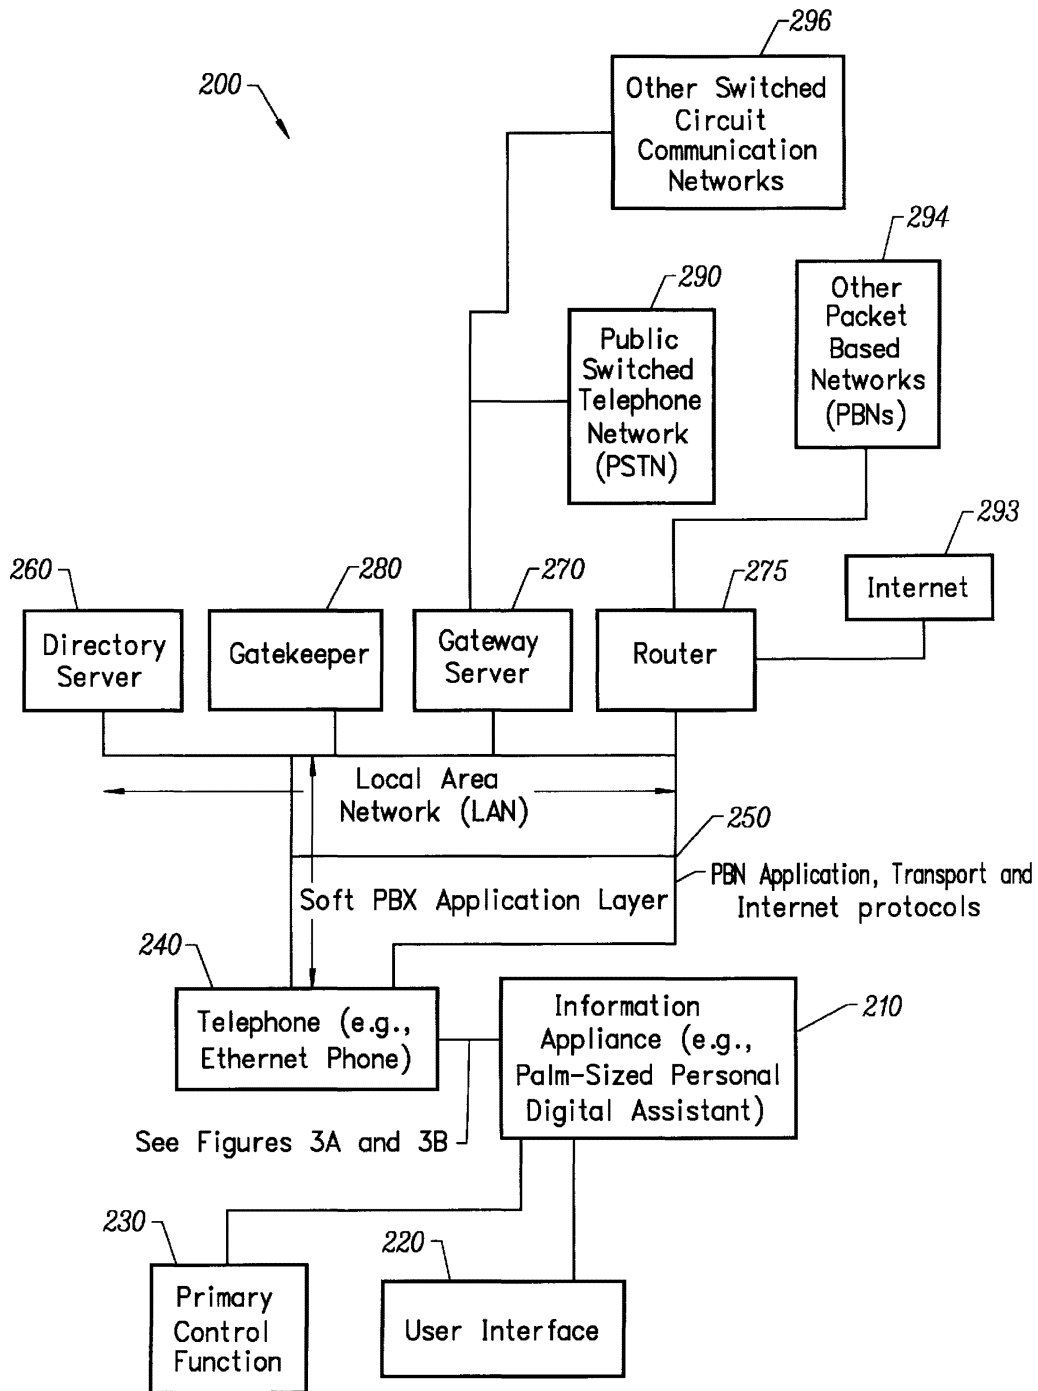 296
200
Other Switched
Circuit
Communication
Networks
294
290
Other
Packet
Based
Networks
(PBNs)
Public
Switched
Telephone
Network
(PSTN)
293
260
280
270
275
Internet
Directory
Server
Gatekeeper
Gateway
Server
Router
Local Area
Network (LAN)
250
Soft PBX Application Layer
PBN Application, Transport and
Internet protocols
240
Telephone (e.g.,
Ethernet Phone)
Information
Appliance (e.g.,
Palm-Sized Personal
Digital Assistant)
210
See Figures 3A and 3B
230
220
Primary
Control
Function
User Interface